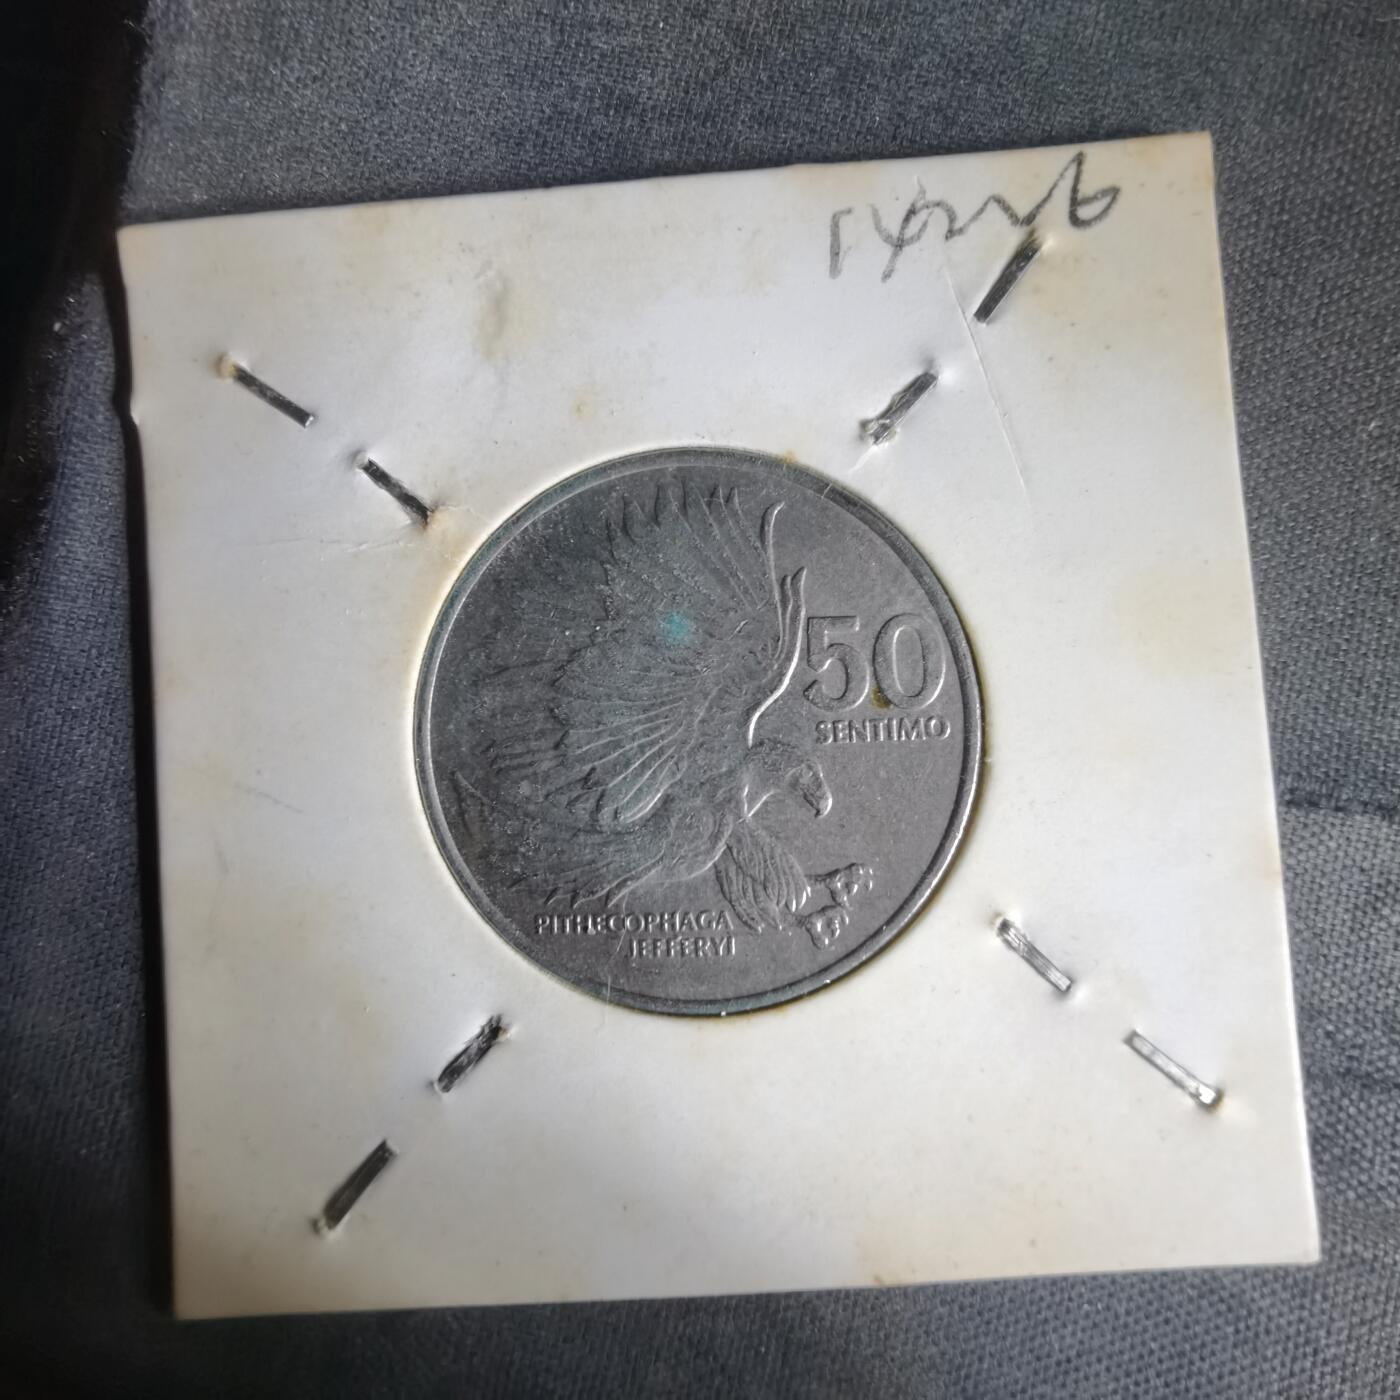 50
SENTIMO
PITHECOPHAGA
JEFFERYI